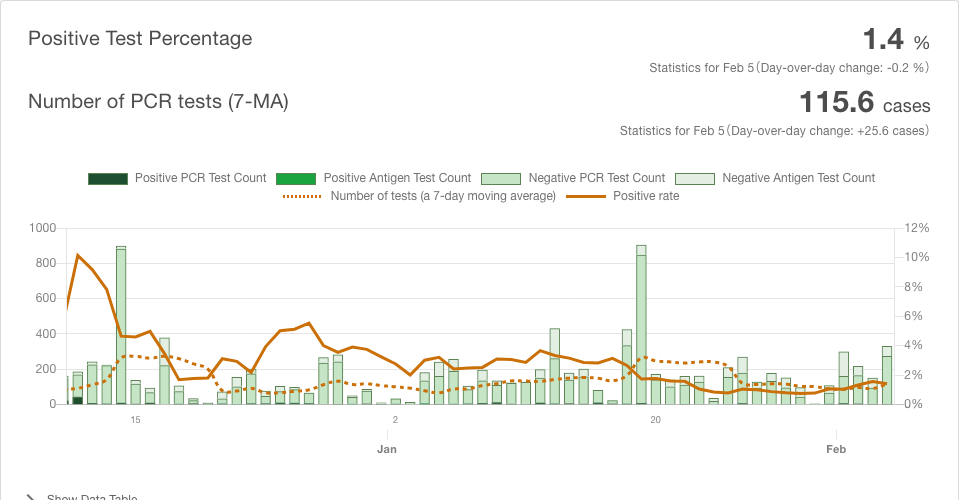 Positive Test Percentage
1.4 %
Statistics for Feb 5（Day-over-day change: -0.2 %）
Number of PCR tests (7-MA)
115.6 cases
Statistics for Feb 5（Day-over-day change: +25.6 cases）
Positive PCR Test Count Positive Antigen Test Count Negative PCR Test Count Negative Antigen Test Count
Number of tests (a 7-day moving average) Positive rate
1000 12%
10%
800
8%
600
6%
400
4%
200
2%
0 0%
15 2 20
Jan Feb
Show Data Table